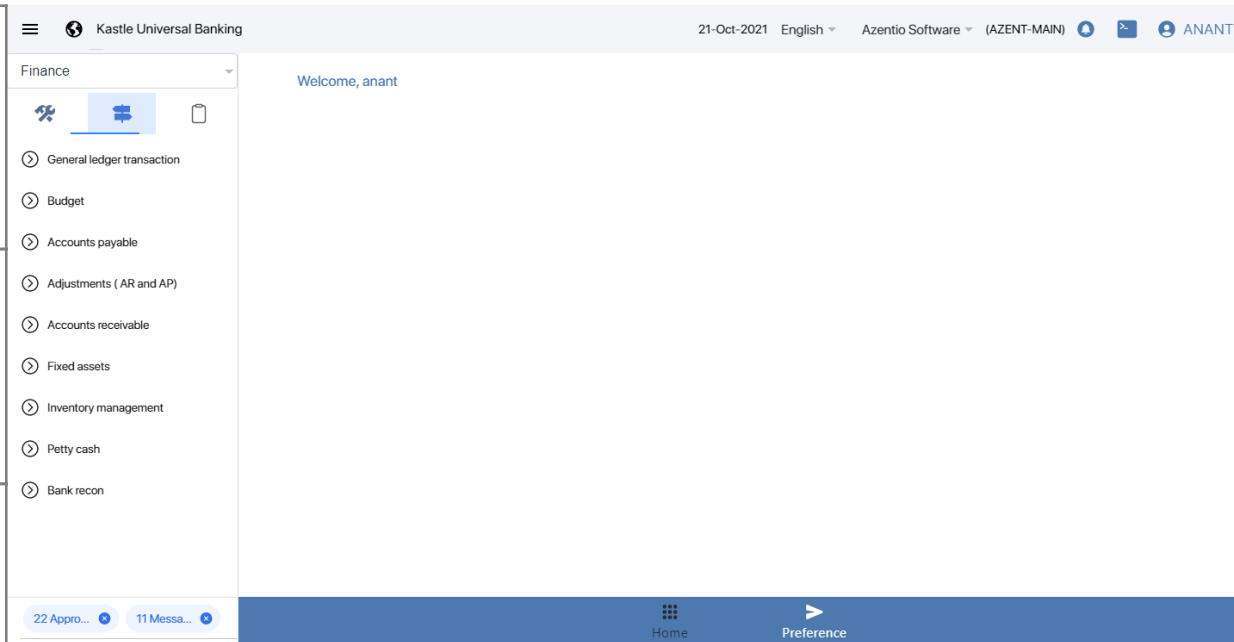 Kastle Universal Banking 21-Oct-2021 English Azentio Software (AZENT-MAIN) ANANT
Finance
Welcome, anant
General ledger transaction
Budget
Accounts payable
Adjustments ( AR and AP)
Accounts receivable
Fixed assets
Inventory management
Petty cash
Bank recon
22 Appro... 11 Messa...
Home Preference